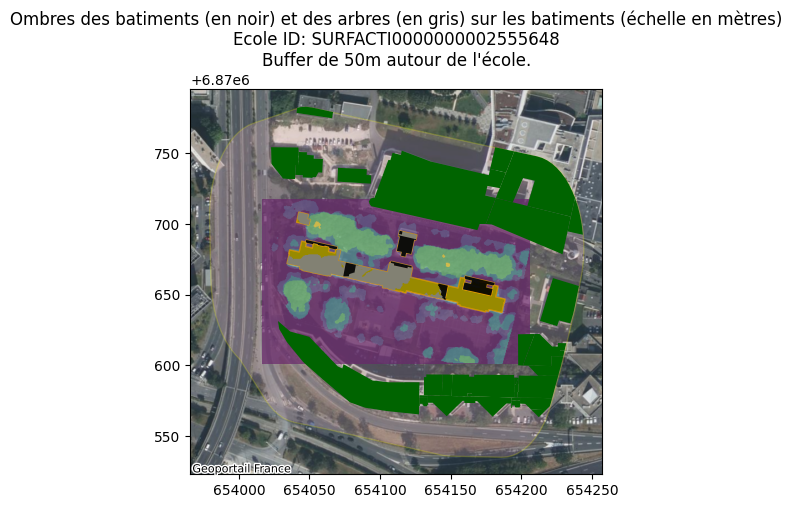 Ombres des batiments (en noir) et des arbres (en gris) sur les batiments (échelle en mètres)
Ecole ID: SURFACTI0000000002555648
Buffer de 50m autour de l'école.
+6.87e6
750
700
650
600
550
Geoportail France
654000 654050 654100 654150 654200 654250